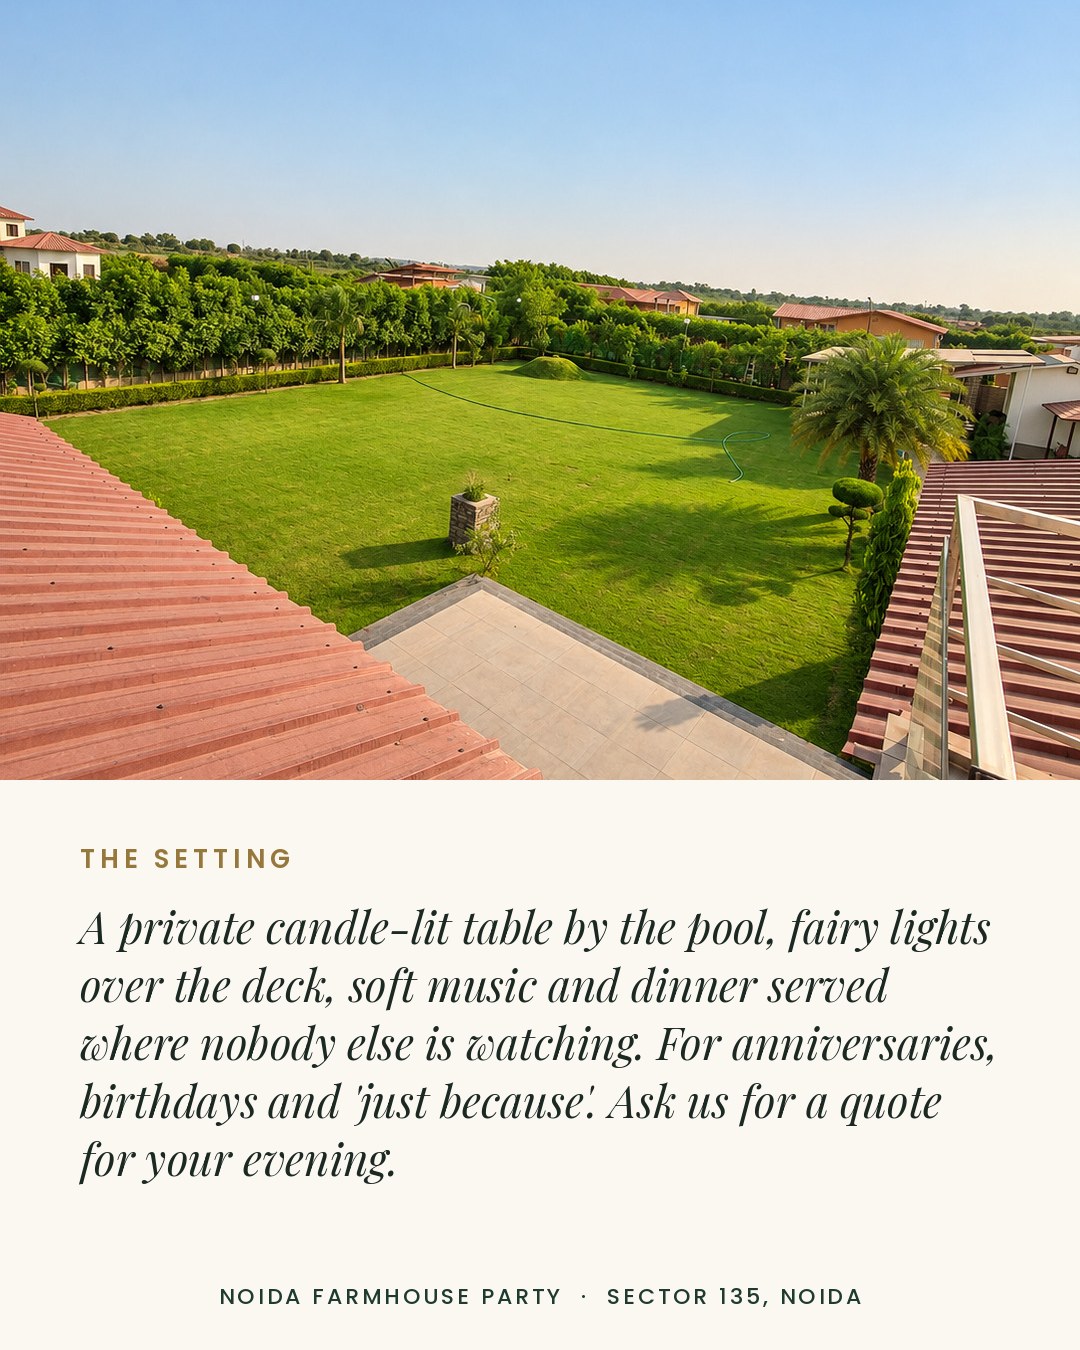 THE SETTING
A private candle-lit table by the pool, fairy lights
over the deck, soft music and dinner served
where nobody else is watching. For anniversaries,
birthdays and 'just because'. Ask us for a quote
for your evening.
NOIDA FARMHOUSE PARTY · SECTOR 135, NOIDA